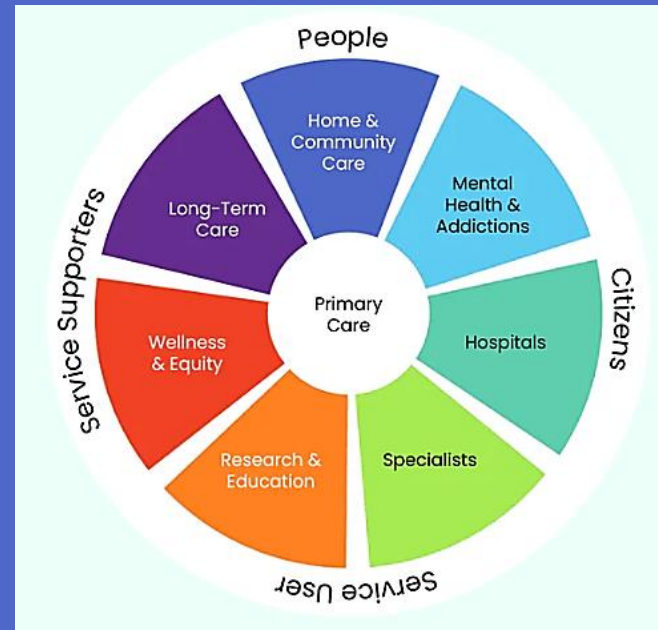 People
Home &
Community
Care
Mental
Health &
Addictions
Citizens
Hospitals
Specialists
Service User
Research &
Education
Wellness
& Equity
Service Supporters
Long-Term
Care
Primary
Care